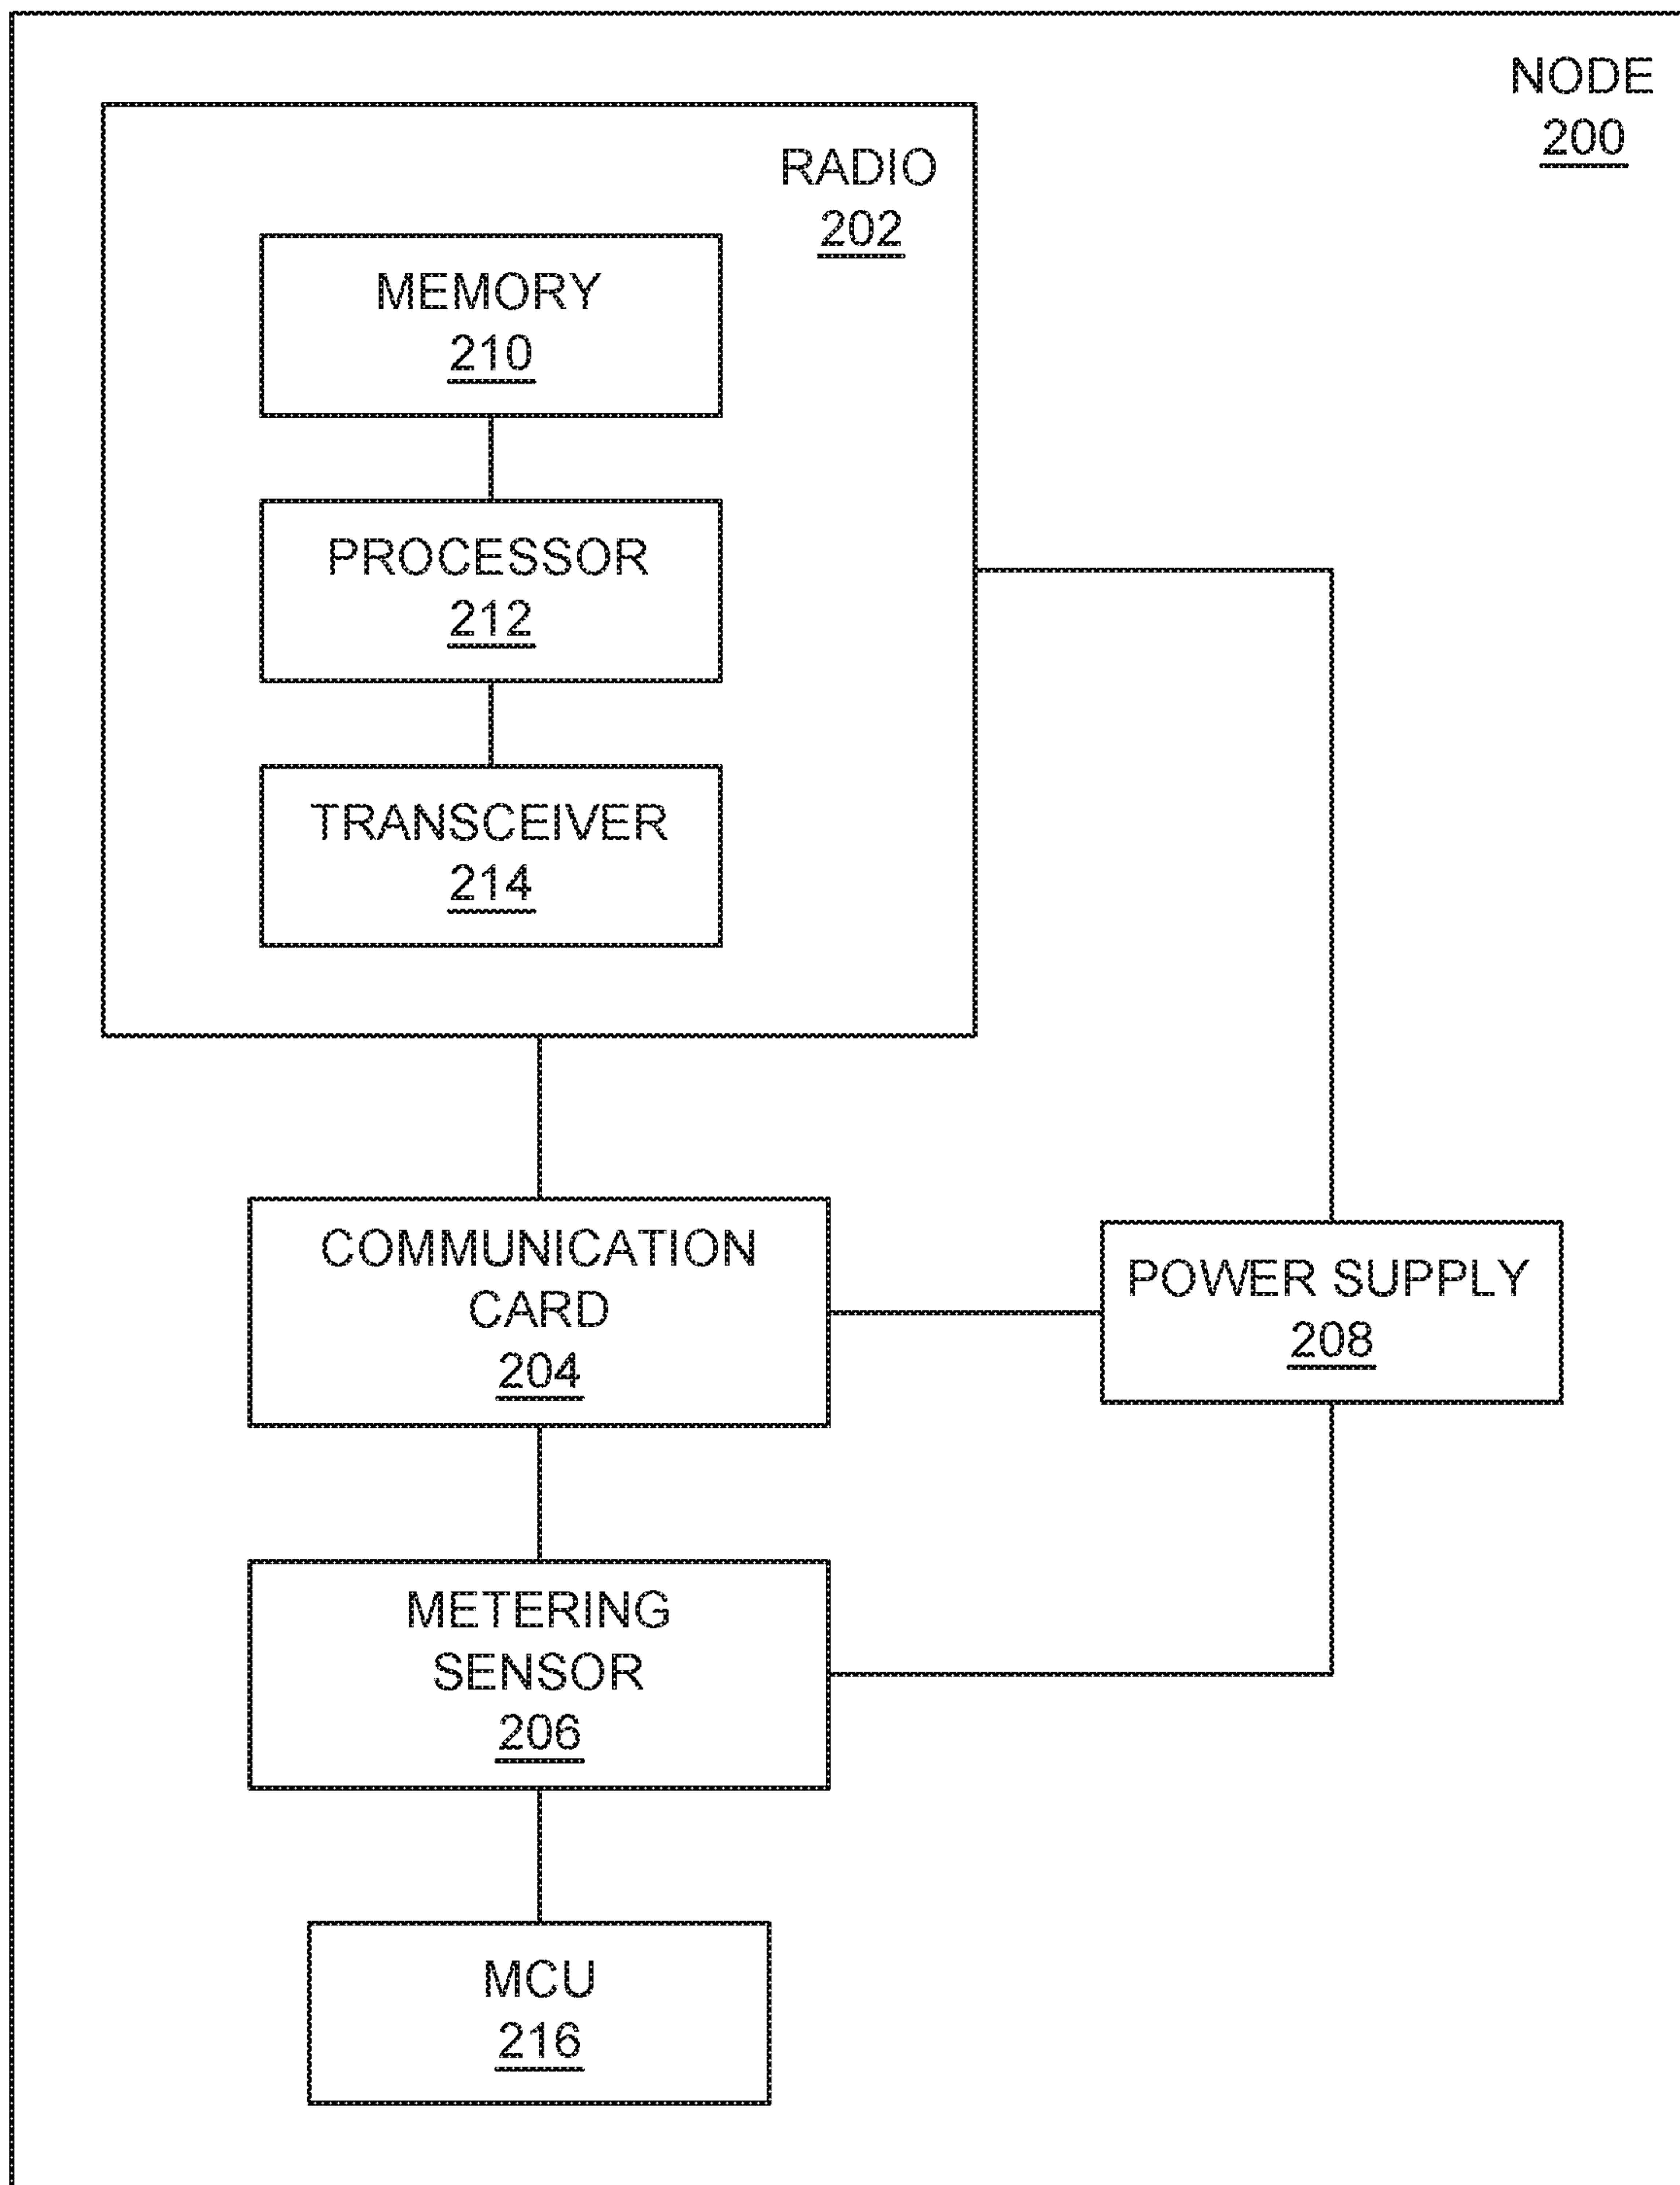 NODE
200
RADIO
202
MEMORY
210
PROCESSOR
212
TRANSCEIVER
214
COMMUNICATION
CARD
204
POWER SUPPLY
208
METERING
SENSOR
206
MCU
216